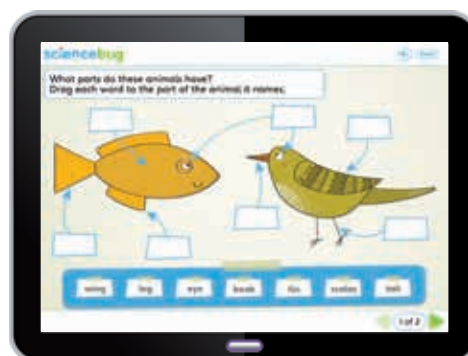 sciencebug
What parts do these animals have?
Drag each word to the part of the animal it names.
wing leg eye beak fin scales tail
1 of 2